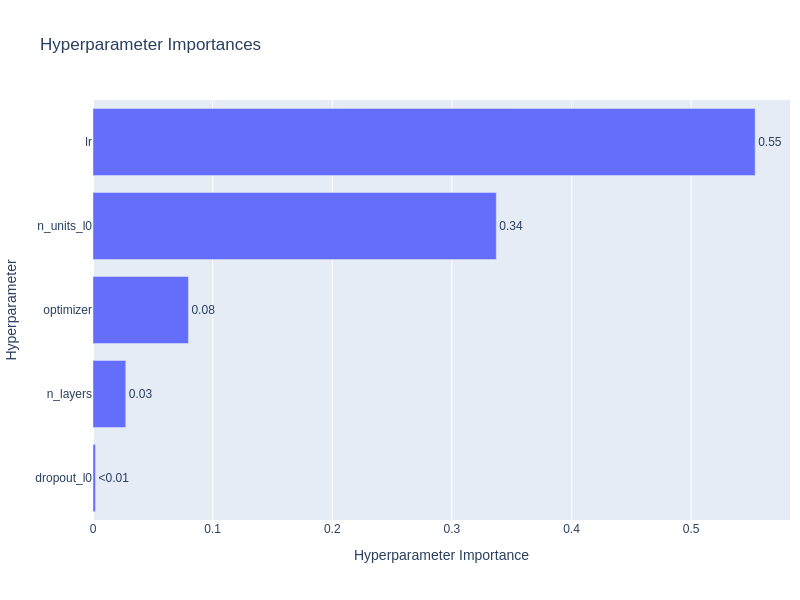 Hyperparameter Importances
lr
0.55
n_units_l0
0.34
optimizer
0.08
n_layers
0.03
dropout_l0
<0.01
0
0.1
0.2
0.3
0.4
0.5
Hyperparameter Importance
Hyperparameter